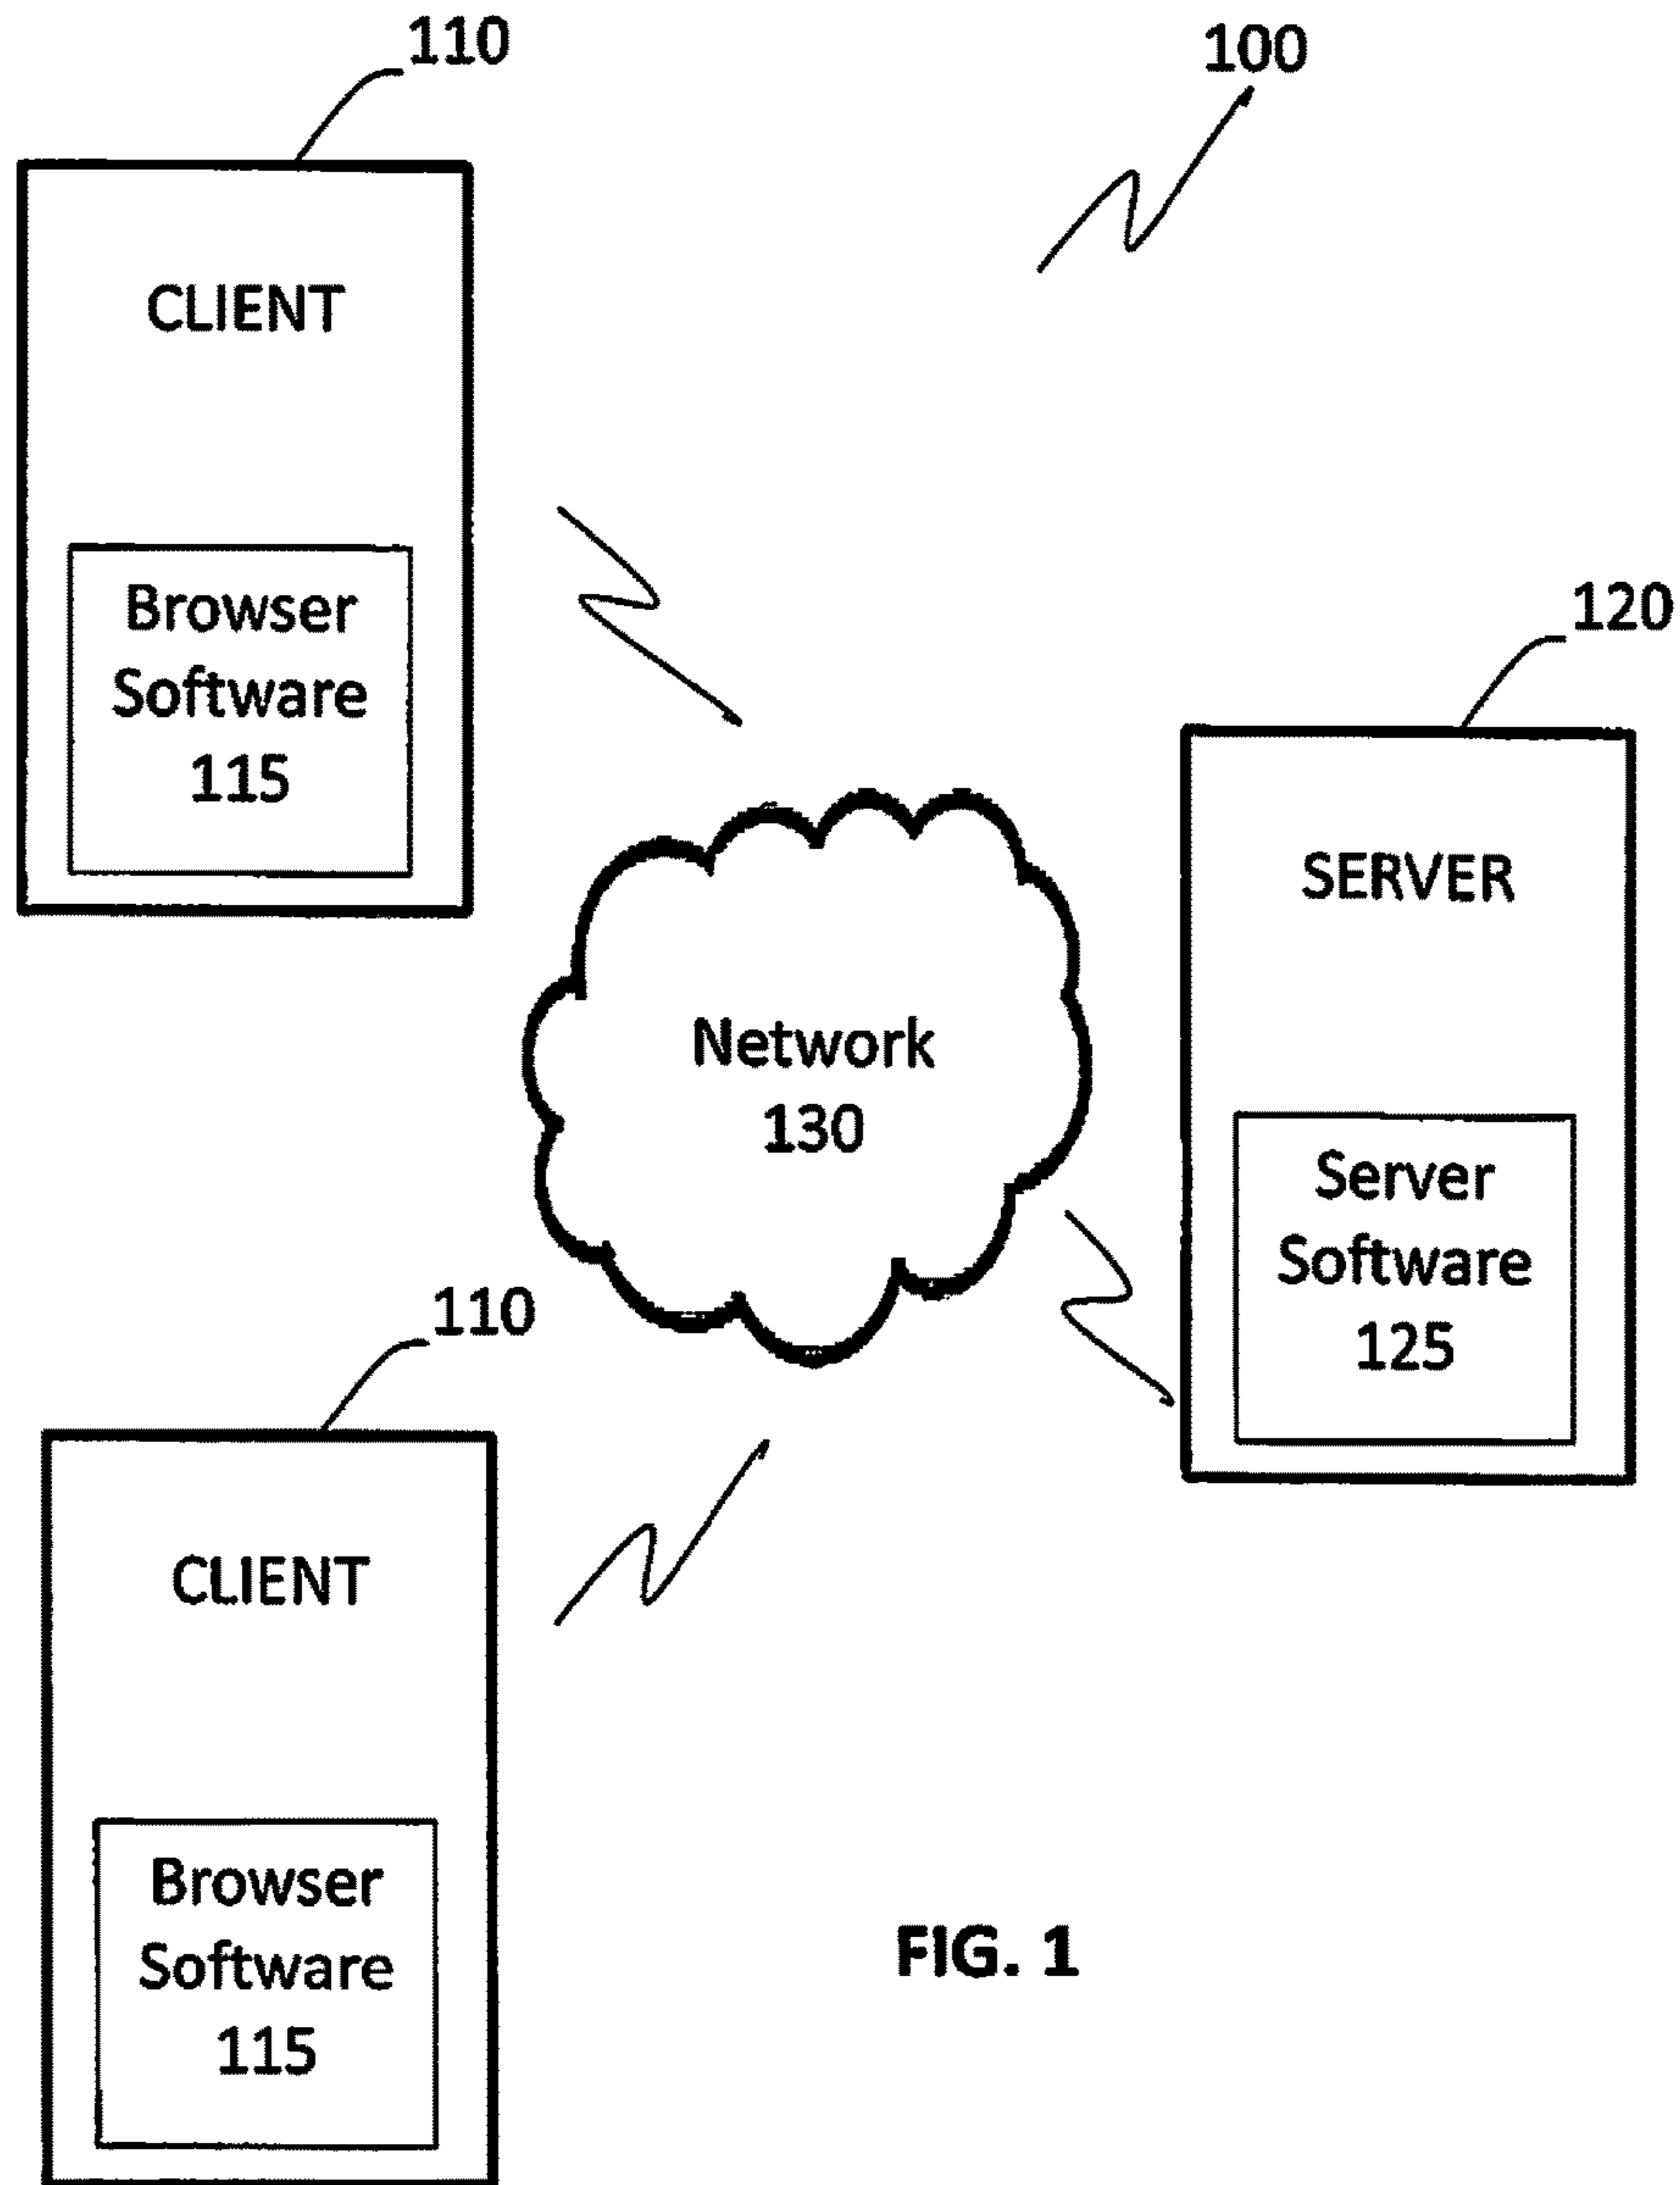 110
100
CLIENT
Browser
Software
115
120
SERVER
Network
130
Server
Software
125
110
CLIENT
Browser
Software
115
FIG. 1